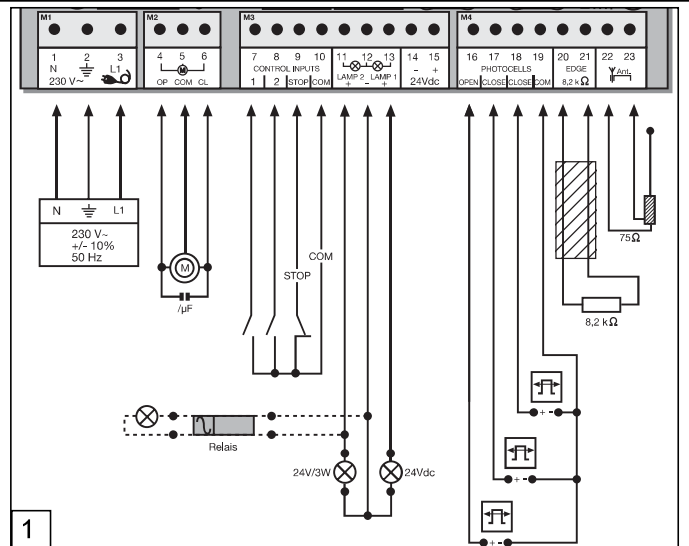 M1 M2 M3 M4
1 2 3 4 5 6 7 8 9 10 11 12 13 14 15 16 17 18 19 20 21 22 23
N L1 M CONTROL INPUTS - + PHOTOCELLS EDGE Ant.
230 V~ OP COM CL 1 2 STOP COM LAMP 2 LAMP 1 24Vdc OPEN CLOSE CLOSE COM 8,2 kΩ
+ - +
N L1
230 V~
+/- 10%
50 Hz
M
/µF
COM
STOP
75Ω
8,2 kΩ
Relais
24V/3W
24Vdc
+ -
+ -
+ -
1